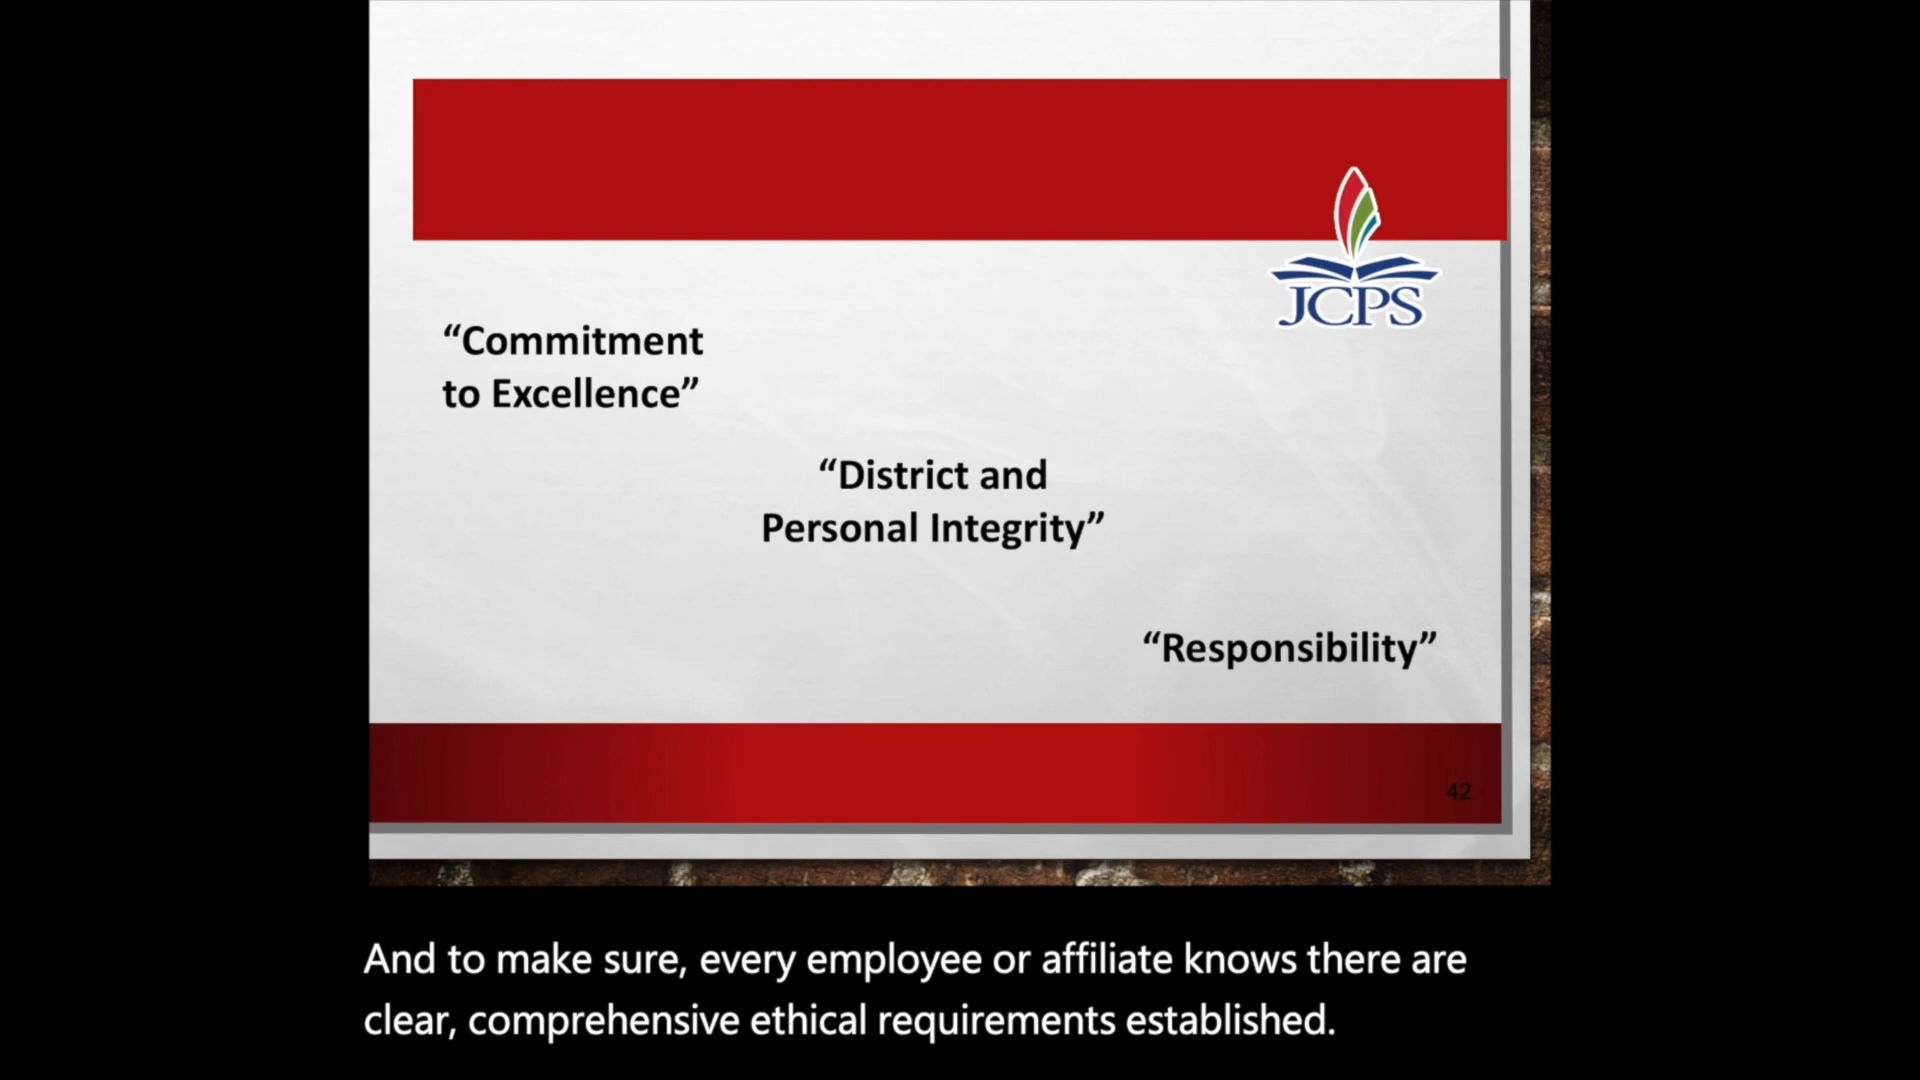 JCPS
“Commitment
to Excellence”
“District and
Personal Integrity”
“Responsibility”
42
And to make sure, every employee or affiliate knows there are
clear, comprehensive ethical requirements established.